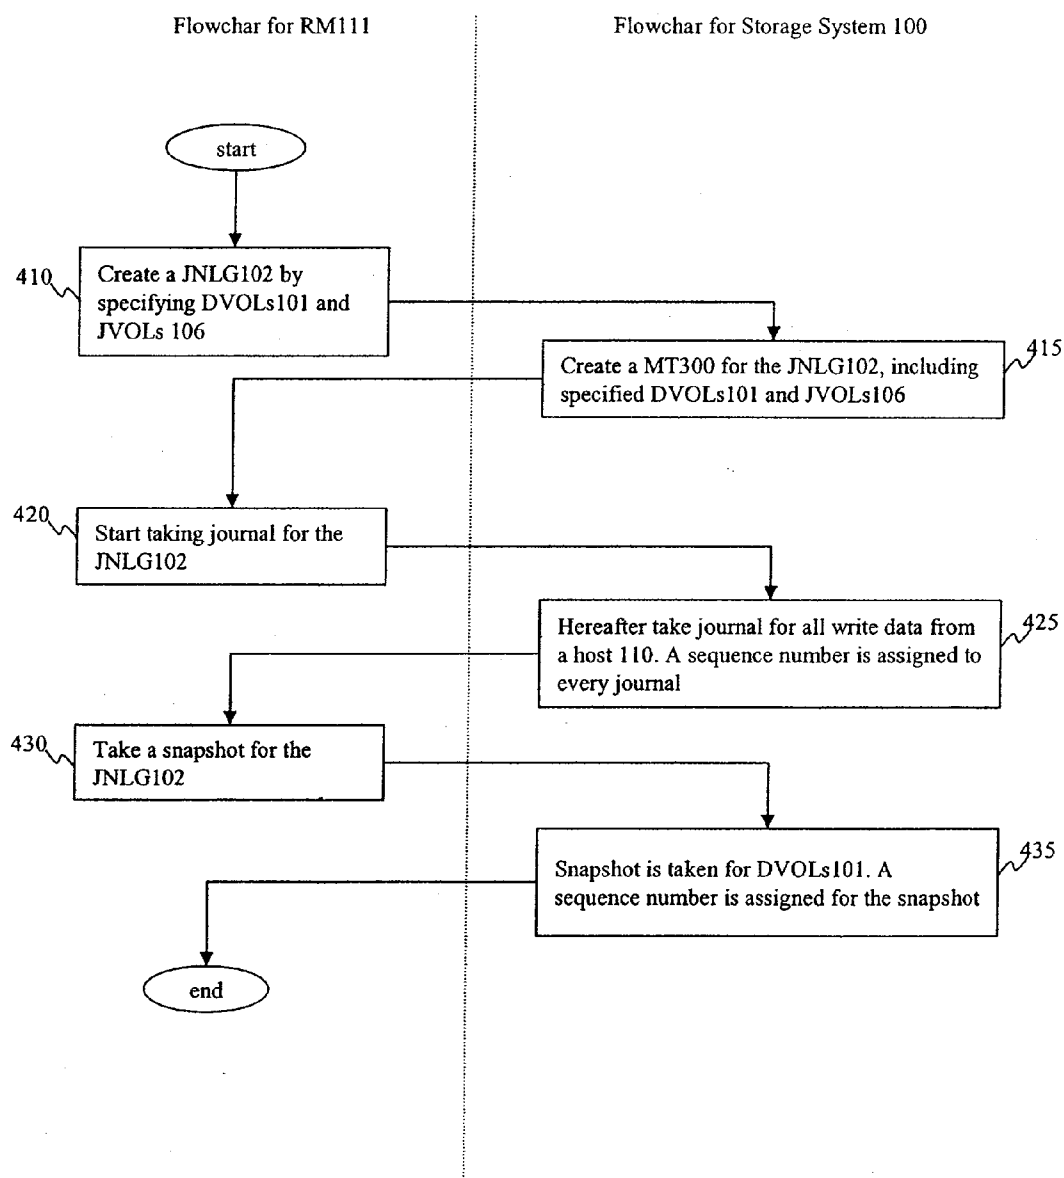 Flowchar for RM111
Flowchar for Storage System 100
start
410
Create a JNLG102 by
specifying DVOLs101 and
JVOLs 106
415
Create a MT300 for the JNLG102, including
specified DVOLs101 and JVOLs106
420
Start taking journal for the
JNLG102
425
Hereafter take journal for all write data from
a host 110. A sequence number is assigned to
every journal
430
Take a snapshot for the
JNLG102
435
Snapshot is taken for DVOLs101. A
sequence number is assigned for the snapshot
end